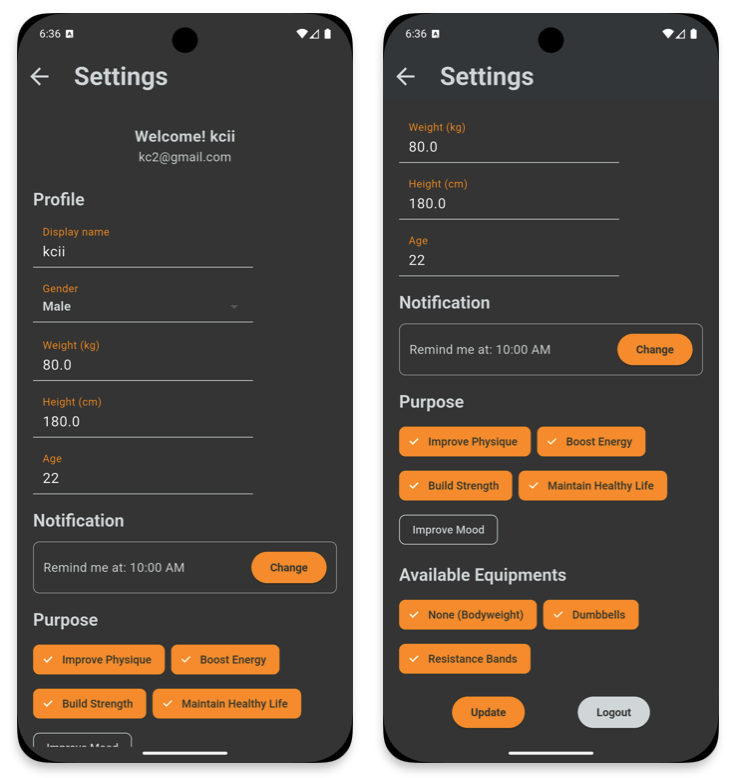 6:36
Settings
Welcome! kcii
kc2@gmail.com
Profile
Display name
kcii
Gender
Male
Weight (kg)
80.0
Height (cm)
180.0
Age
22
Notification
Remind me at: 10:00 AM Change
Purpose
Improve Physique Boost Energy
Build Strength Maintain Healthy Life
Improve Mood
6:36
Settings
Weight (kg)
80.0
Height (cm)
180.0
Age
22
Notification
Remind me at: 10:00 AM Change
Purpose
Improve Physique Boost Energy
Build Strength Maintain Healthy Life
Improve Mood
Available Equipments
None (Bodyweight) Dumbbells
Resistance Bands
Update Logout